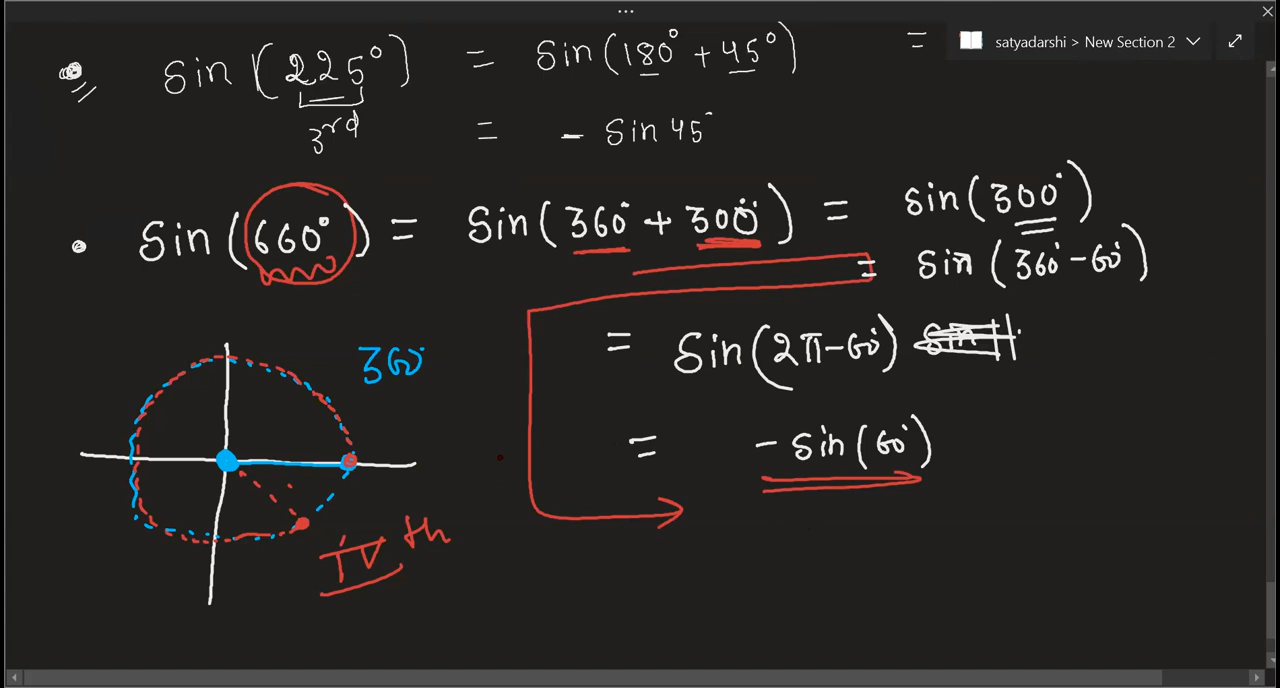 ...
satyadarshi > New Section 2
sin(225°) = sin(180° + 45°) =
3rd
= - sin 45°
• sin(660°) = sin(360° + 300°) = sin(300°)
= sin(360° - 60°)
= sin(2π - 60°)
= - sin(60°)
360°
IV th